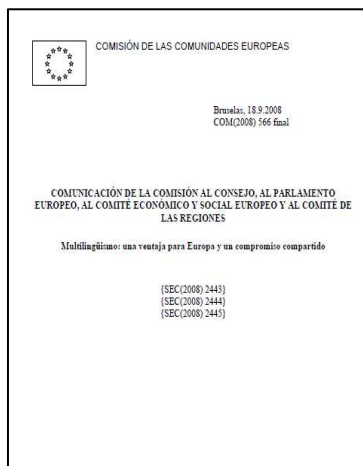 COMISIÓN DE LAS COMUNIDADES EUROPEAS
Bruselas, 18.9.2008
COM(2008) 566 final
COMUNICACIÓN DE LA COMISIÓN AL CONSEJO, AL PARLAMENTO
EUROPEO, AL COMITÉ ECONÓMICO Y SOCIAL EUROPEO Y AL COMITÉ DE
LAS REGIONES
Multilingüismo: una ventaja para Europa y un compromiso compartido
{SEC(2008) 2443}
{SEC(2008) 2444}
{SEC(2008) 2445}